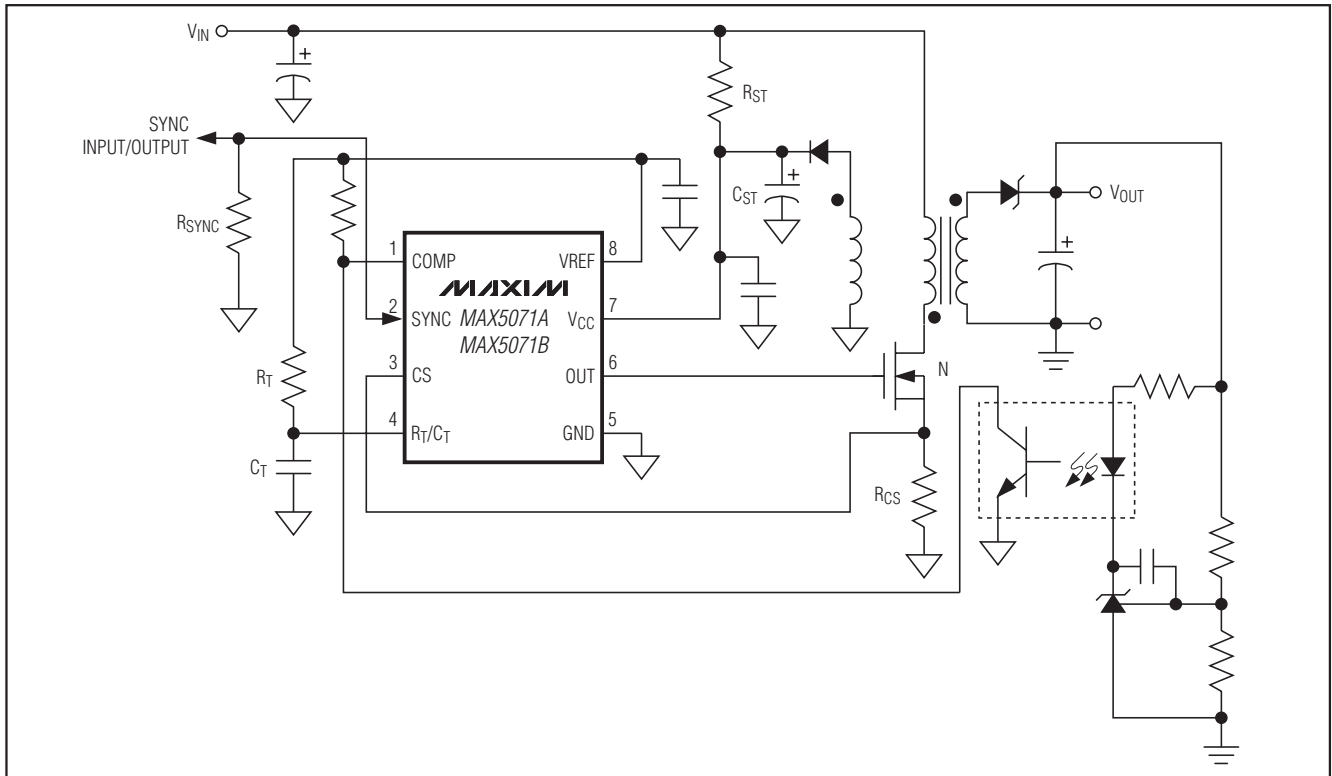 VIN
SYNC
INPUT/OUTPUT
RSYNC
RST
CST
VOUT
1 COMP VREF 8
MAXIM
2 SYNC MAX5071A VCC 7
MAX5071B
3 CS OUT 6
4 RT/CT GND 5
RT
CT
N
RCS
+
+
+